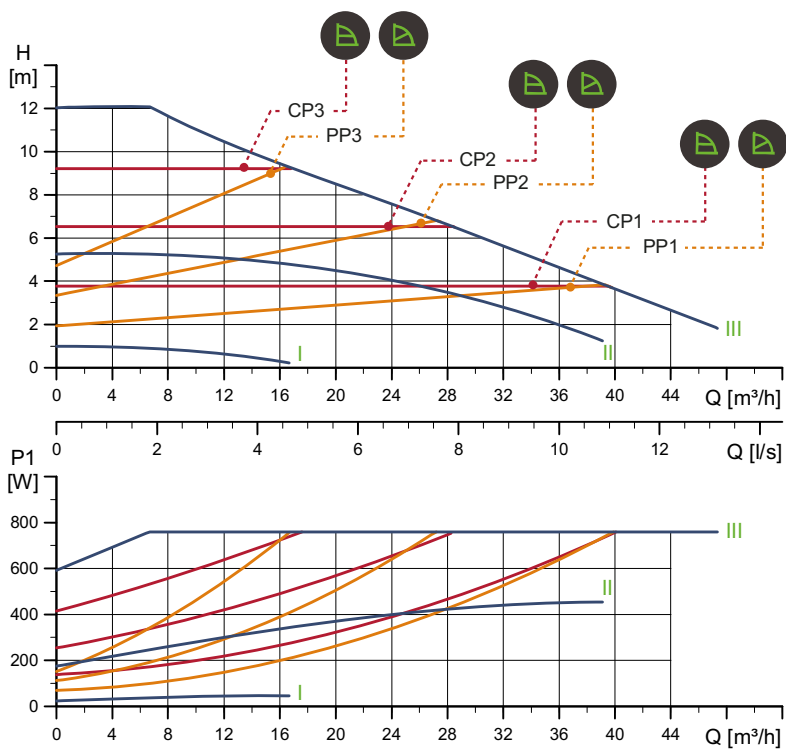 H
[m]
12
CP3
PP3
10
CP2
8
PP2
6
CP1
PP1
4
2
III
I
II
0
0 4 8 12 16 20 24 28 32 36 40 44
Q [m³/h]
0 2 4 6 8 10 12
Q [l/s]
P1
[W]
800
III
600
II
400
200
I
0
0 4 8 12 16 20 24 28 32 36 40 44
Q [m³/h]